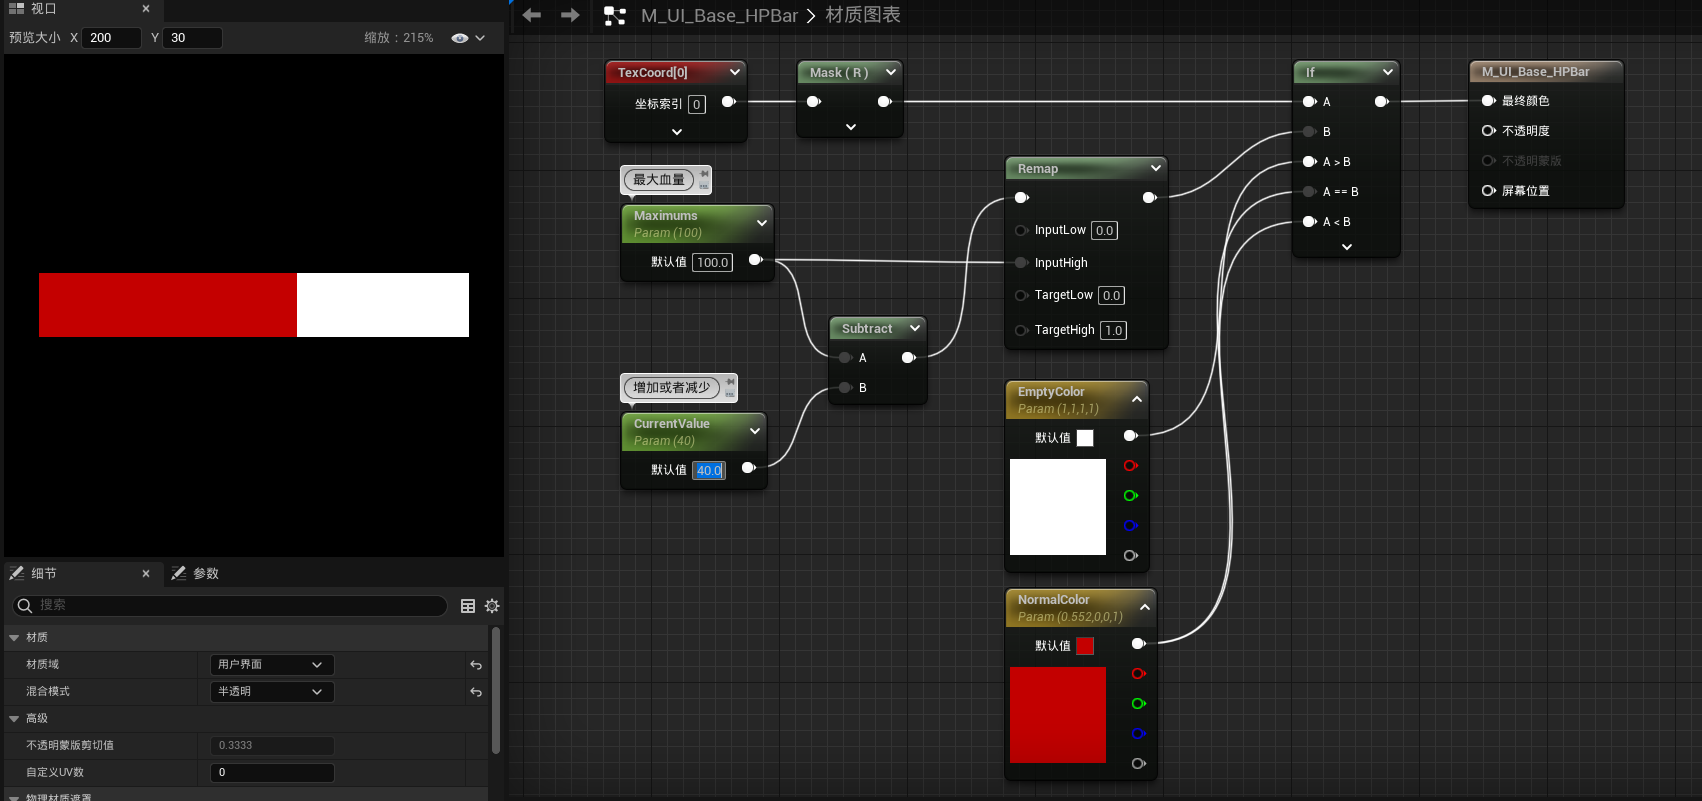 视口
预览大小 X 200 Y 30 缩放：215%
M_UI_Base_HPBar 材质图表
TexCoord[0]
坐标索引 0
Mask ( R )
If
A
B
A > B
A == B
A < B
M_UI_Base_HPBar
最终颜色
不透明度
不透明蒙版
屏幕位置
最大血量
Maximums
Param (100)
默认值 100.0
Remap
InputLow 0.0
InputHigh
TargetLow 0.0
TargetHigh 1.0
Subtract
A
B
增加或者减少
CurrentValue
Param (40)
默认值 40.0
EmptyColor
Param (1,1,1,1)
默认值
NormalColor
Param (0.552,0,0,1)
默认值
细节
参数
搜索
材质
材质域 用户界面
混合模式 半透明
高级
不透明蒙版剪切值 0.3333
自定义UV数 0
物理材质遮罩